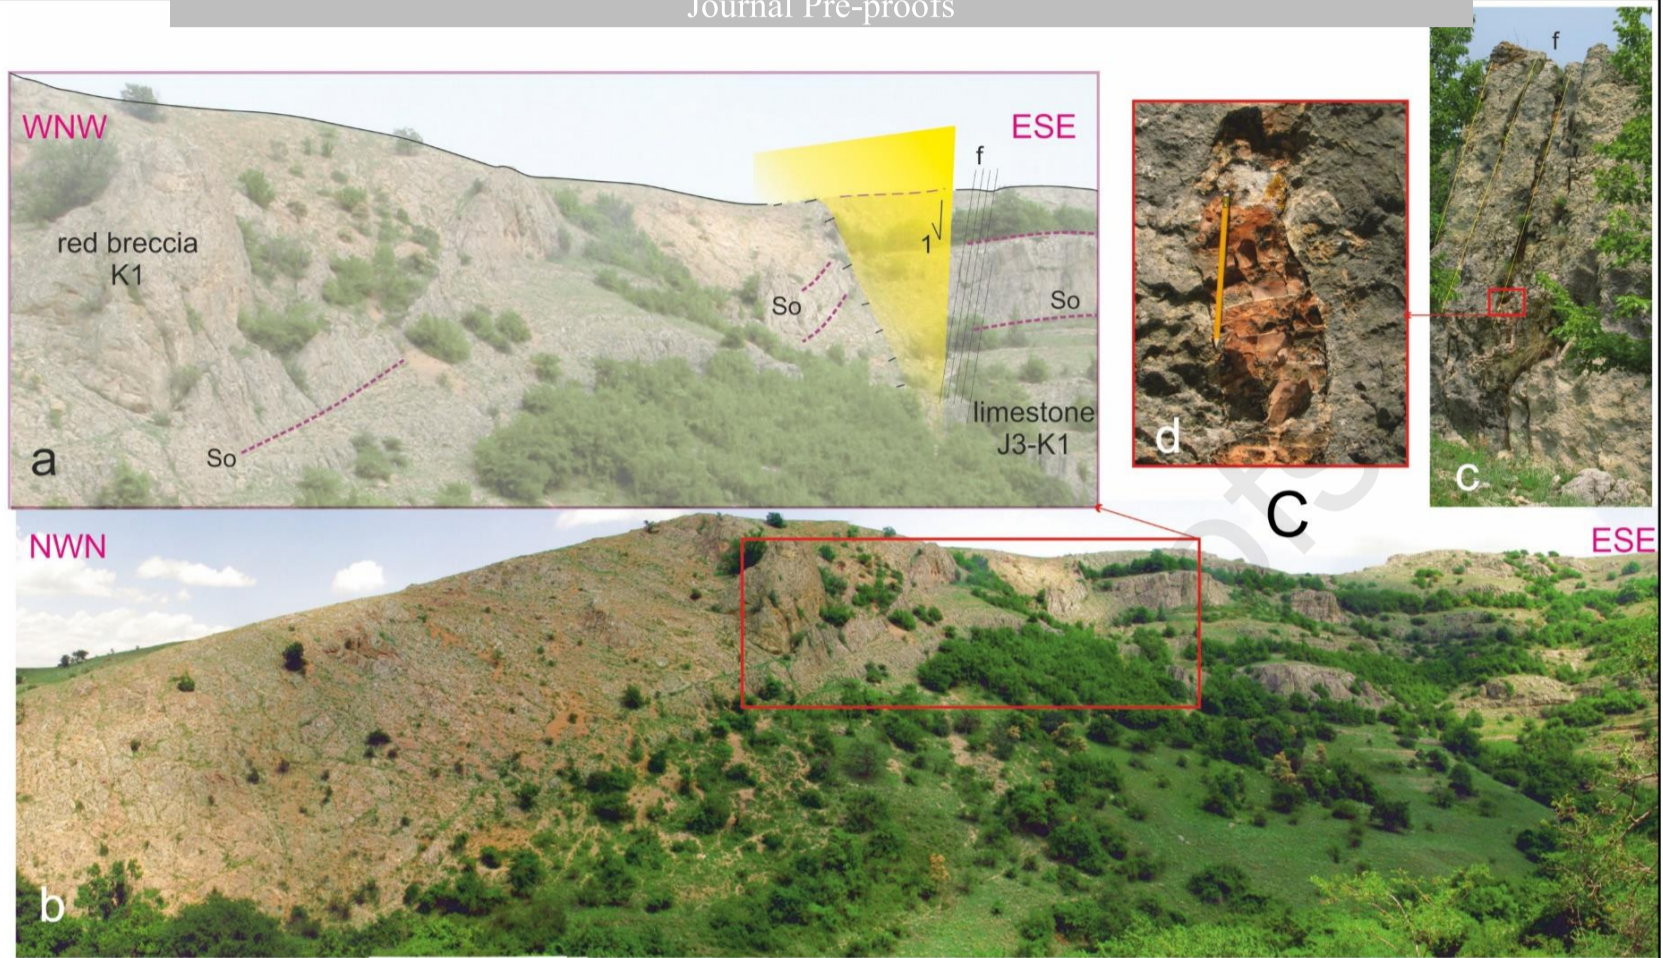 Journal Pre-proofs
WNW
ESE
f
f
red breccia
K1
1
So
So
limestone
J3-K1
So
a
d
c
C
NWN
ESE
b